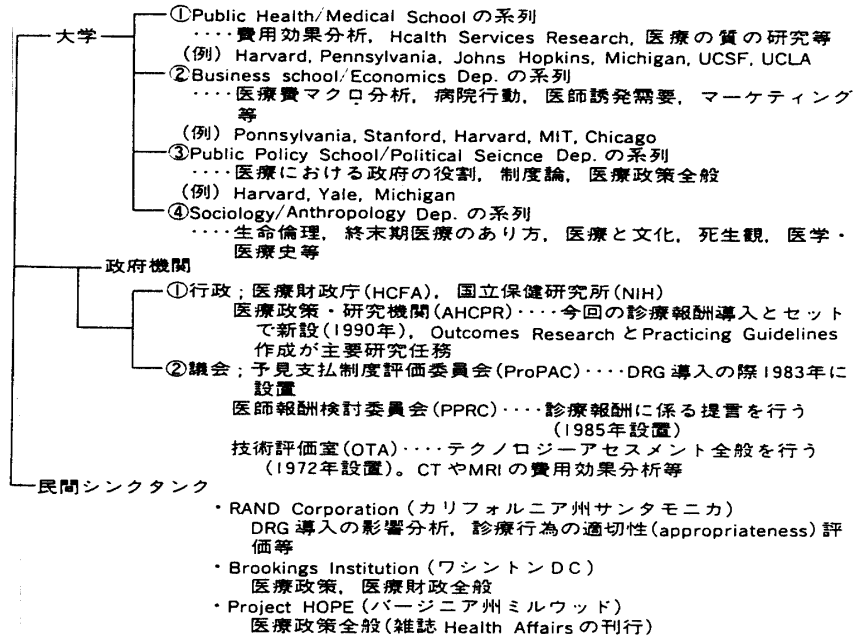 大学
①Public Health/Medical School の系列
‥‥費用効果分析，Hcalth Services Research，医療の質の研究等
(例) Harvard, Pennsylvania, Johns Hopkins, Michigan, UCSF, UCLA
②Business school/Economics Dep. の系列
‥‥医療費マクロ分析，病院行動，医師誘発需要，マーケティング
等
(例) Ponnsylvania, Stanford, Harvard, MIT, Chicago
③Public Policy School/Political Seicnce Dep. の系列
‥‥医療における政府の役割，制度論，医療政策全般
(例) Harvard, Yale, Michigan
④Sociology/Anthropology Dep. の系列
‥‥生命倫理，終末期医療のあり方，医療と文化，死生観，医学・
医療史等
政府機関
①行政；医療財政庁(HCFA)，国立保健研究所(NIH)
医療政策・研究機関(AHCPR)‥‥今回の診療報酬導入とセット
で新設(1990年)，Outcomes Research と Practicing Guidelines
作成が主要研究任務
②議会；予見支払制度評価委員会(ProPAC)‥‥DRG 導入の際1983年に
設置
医師報酬検討委員会(PPRC)‥‥診療報酬に係る提言を行う
(1985年設置)
技術評価室(OTA)‥‥テクノロジーアセスメント全般を行う
(1972年設置)。CT やMRI の費用効果分析等
民間シンクタンク
・RAND Corporation (カリフォルニア州サンタモニカ)
DRG 導入の影響分析，診療行為の適切性(appropriateness) 評
価等
・Brookings Institution (ワシントンDC)
医療政策，医療財政全般
・Project HOPE (バージニア州ミルウッド)
医療政策全般(雑誌 Health Affairs の刊行)